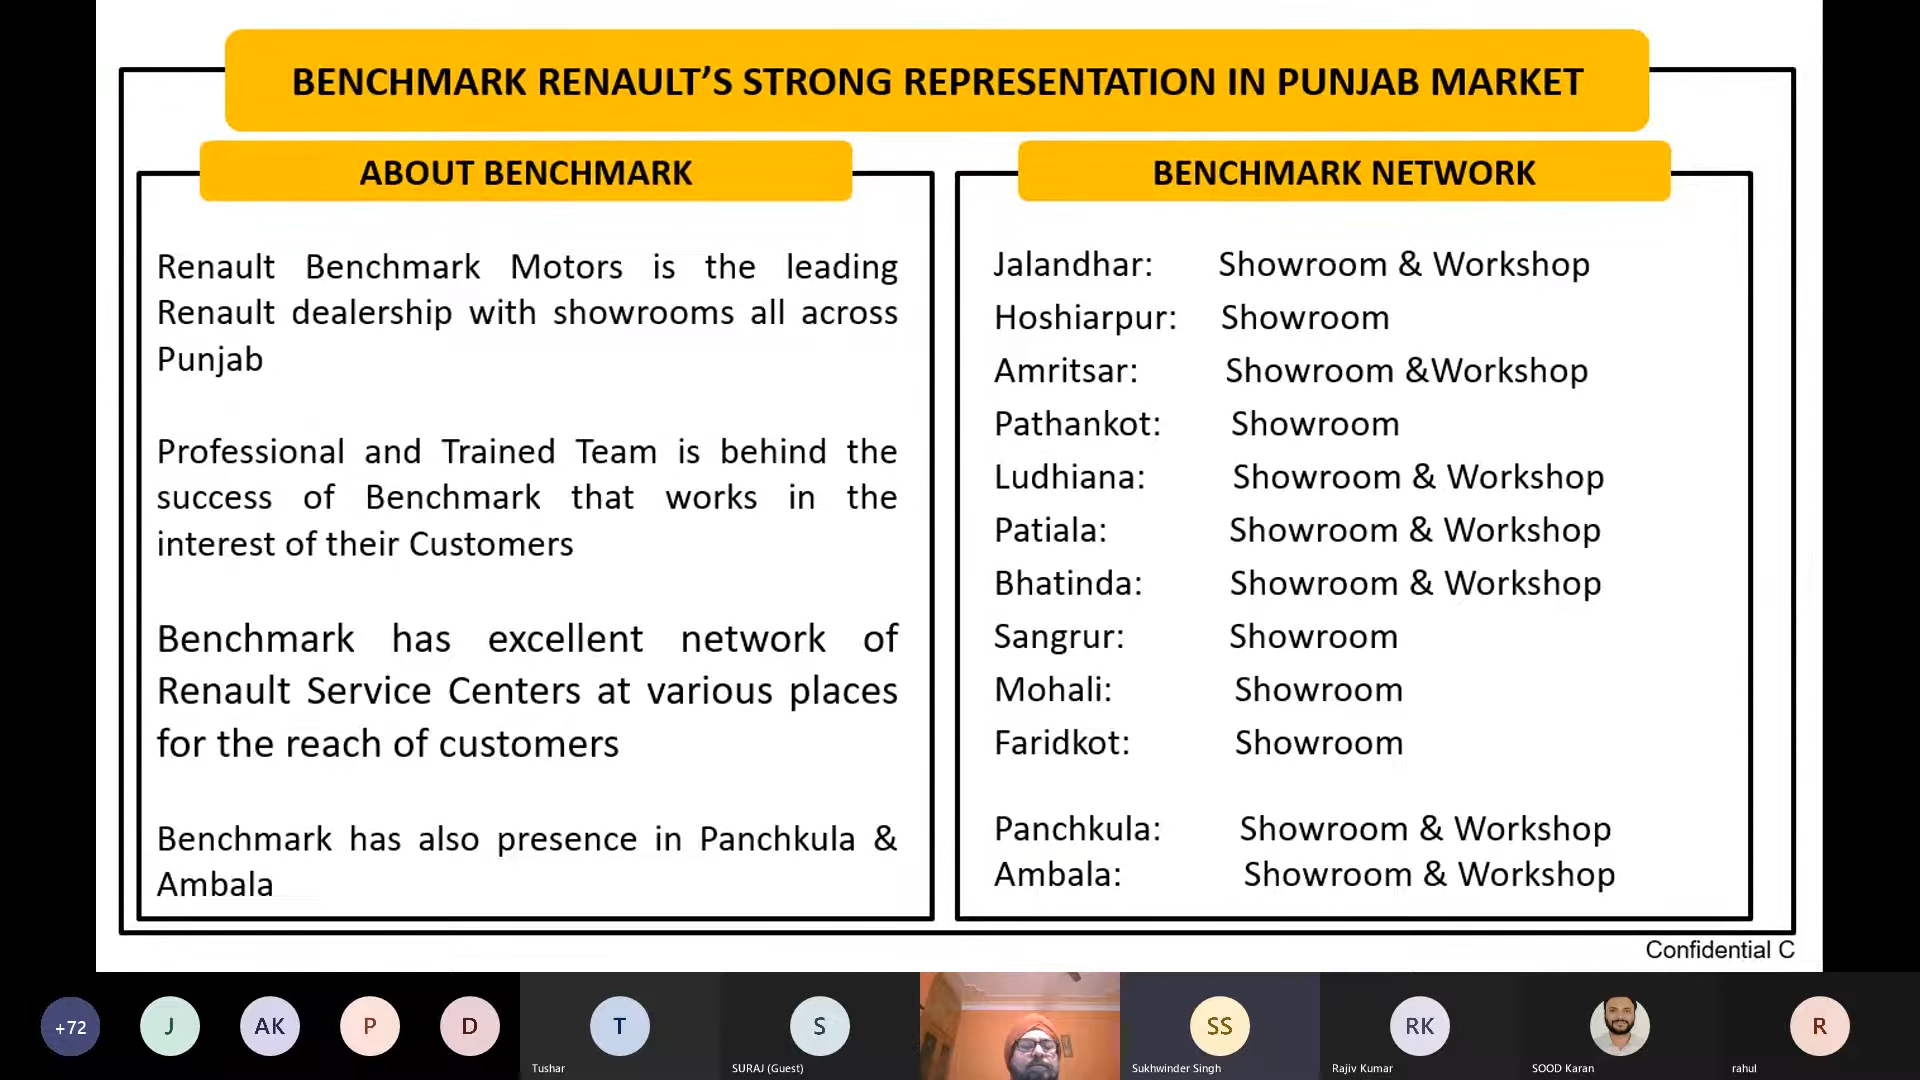 BENCHMARK RENAULT’S STRONG REPRESENTATION IN PUNJAB MARKET
ABOUT BENCHMARK
Renault Benchmark Motors is the leading
Renault dealership with showrooms all across
Punjab
Professional and Trained Team is behind the
success of Benchmark that works in the
interest of their Customers
Benchmark has excellent network of
Renault Service Centers at various places
for the reach of customers
Benchmark has also presence in Panchkula &
Ambala
BENCHMARK NETWORK
Jalandhar: Showroom & Workshop
Hoshiarpur: Showroom
Amritsar: Showroom &Workshop
Pathankot: Showroom
Ludhiana: Showroom & Workshop
Patiala: Showroom & Workshop
Bhatinda: Showroom & Workshop
Sangrur: Showroom
Mohali: Showroom
Faridkot: Showroom
Panchkula: Showroom & Workshop
Ambala: Showroom & Workshop
Confidential C
+72 J AK P D T S SS RK R
Tushar SURAJ (Guest) Sukhwinder Singh Rajiv Kumar SOOD Karan rahul